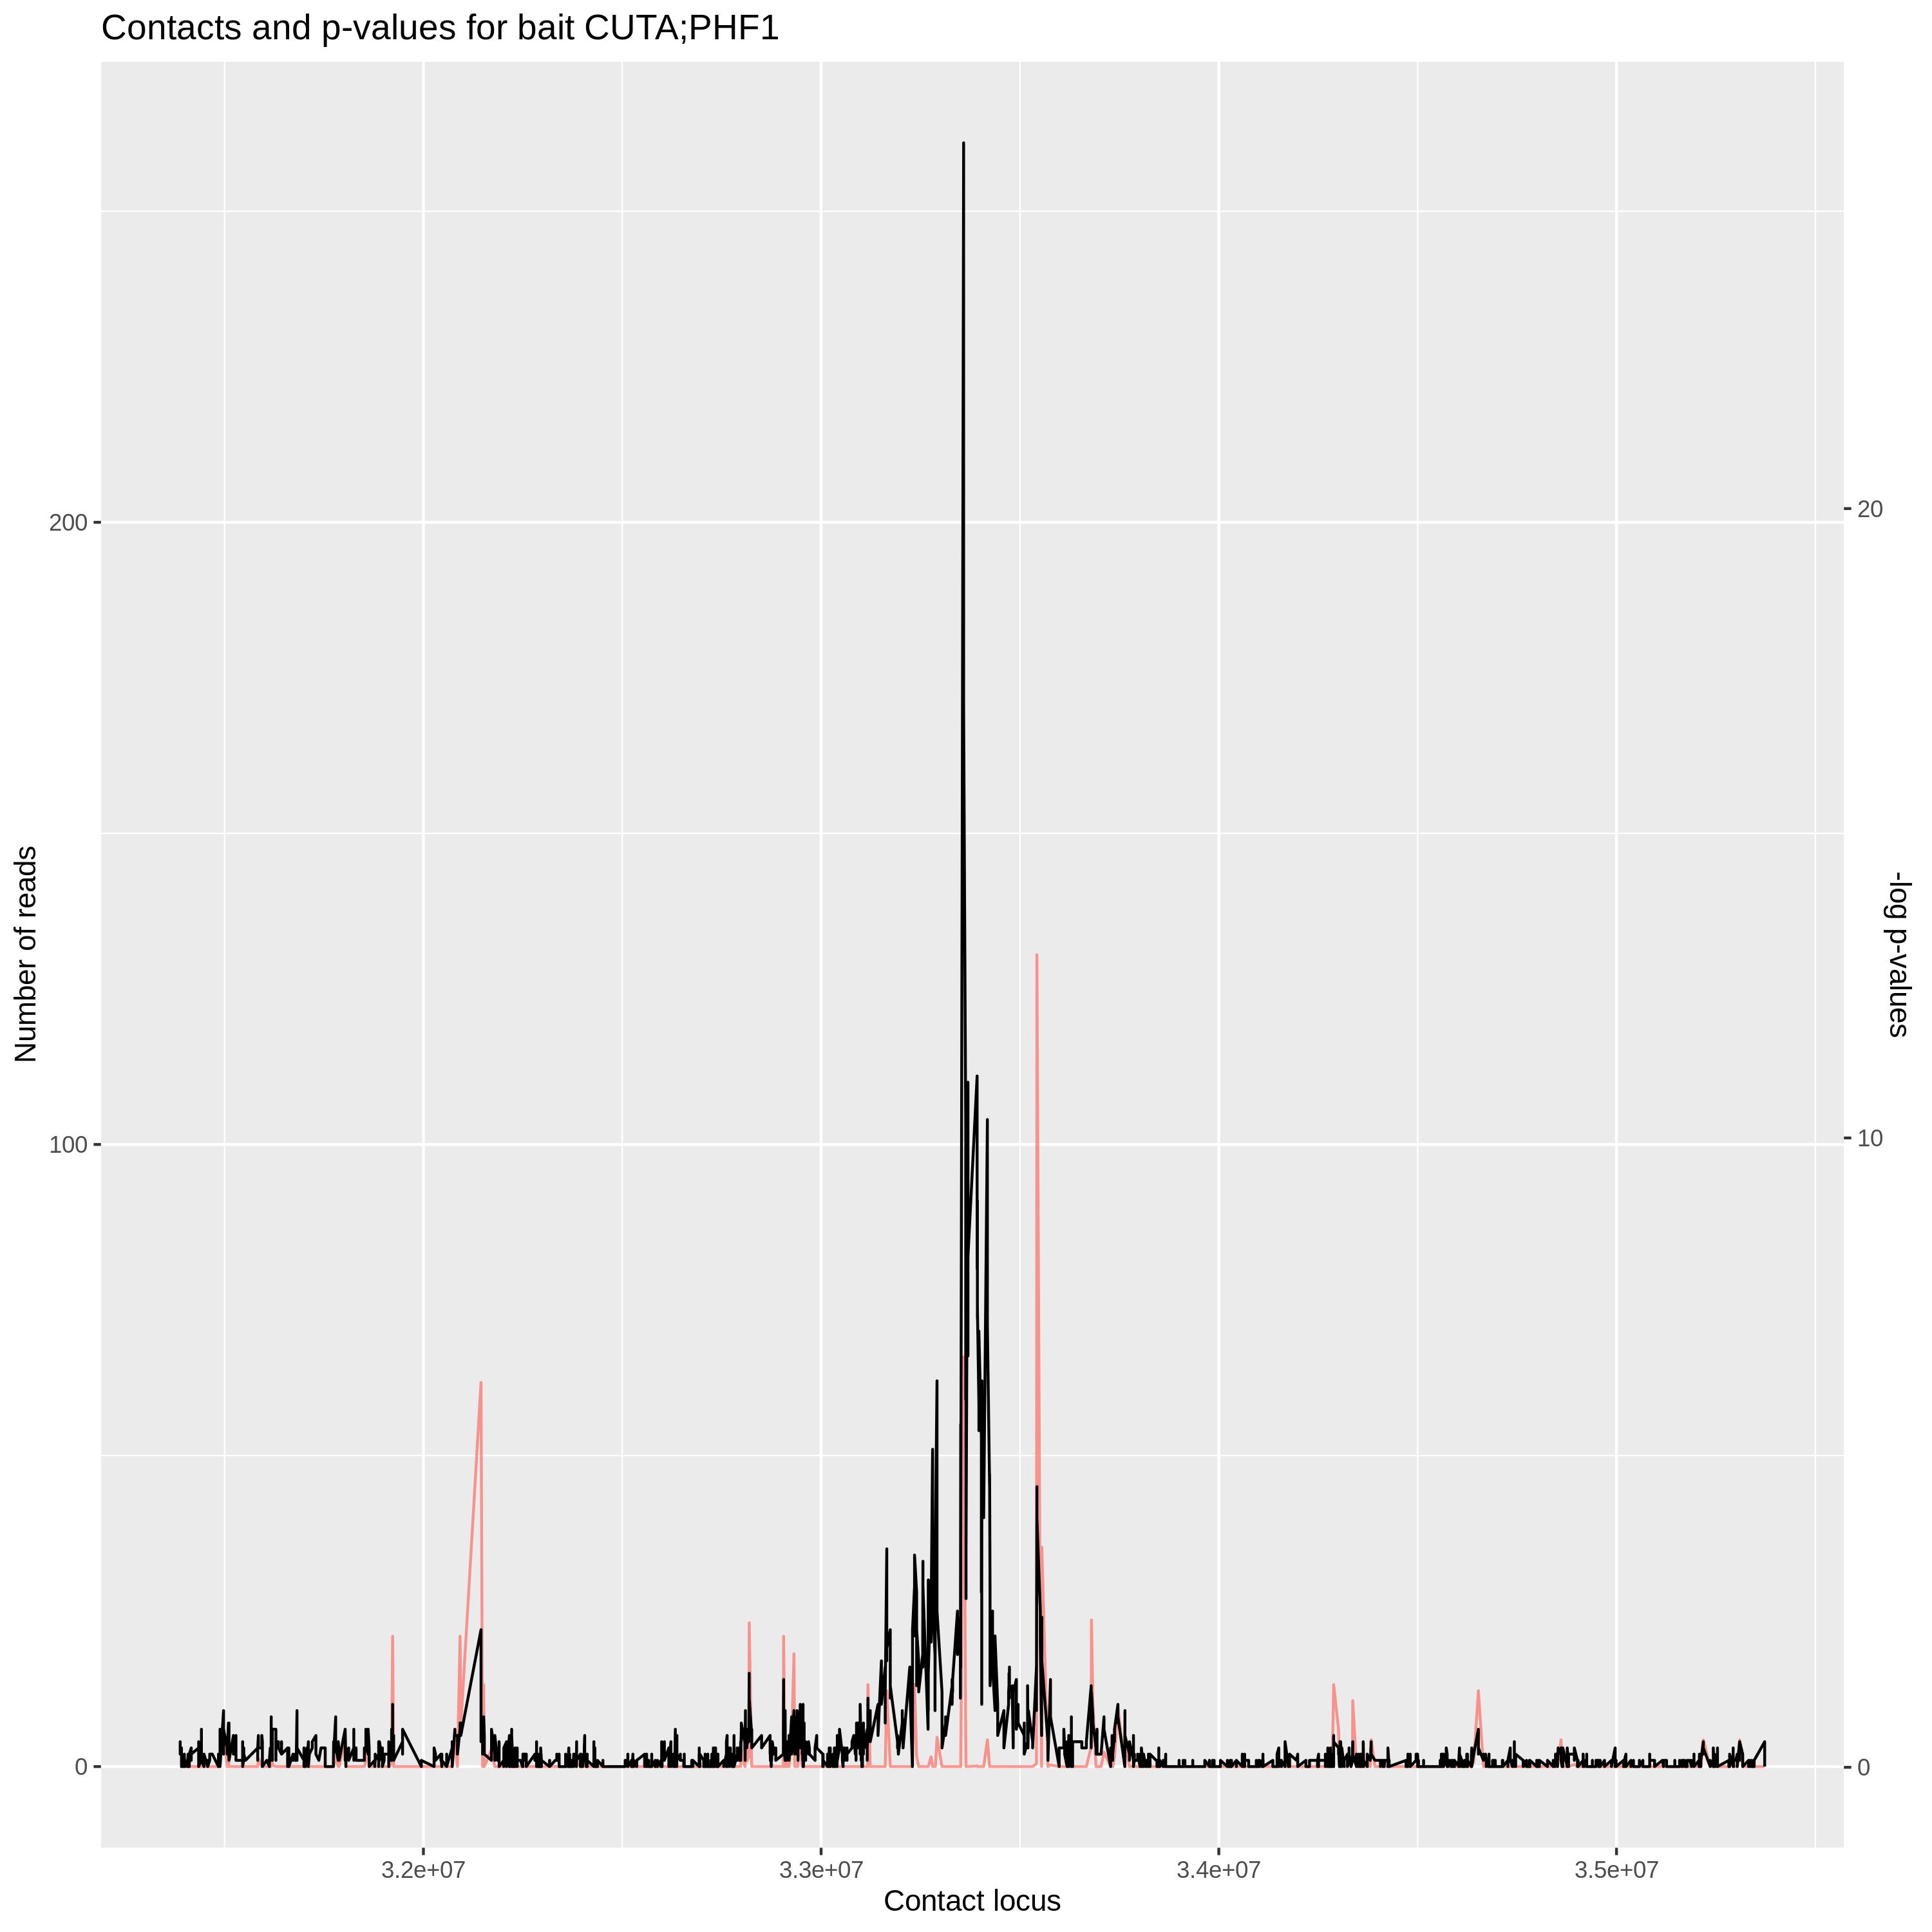 Contacts and p-values for bait CUTA;PHF1
200
100
0
20
10
0
Number of reads
-log p-values
3.2e+07
3.3e+07
3.4e+07
3.5e+07
Contact locus